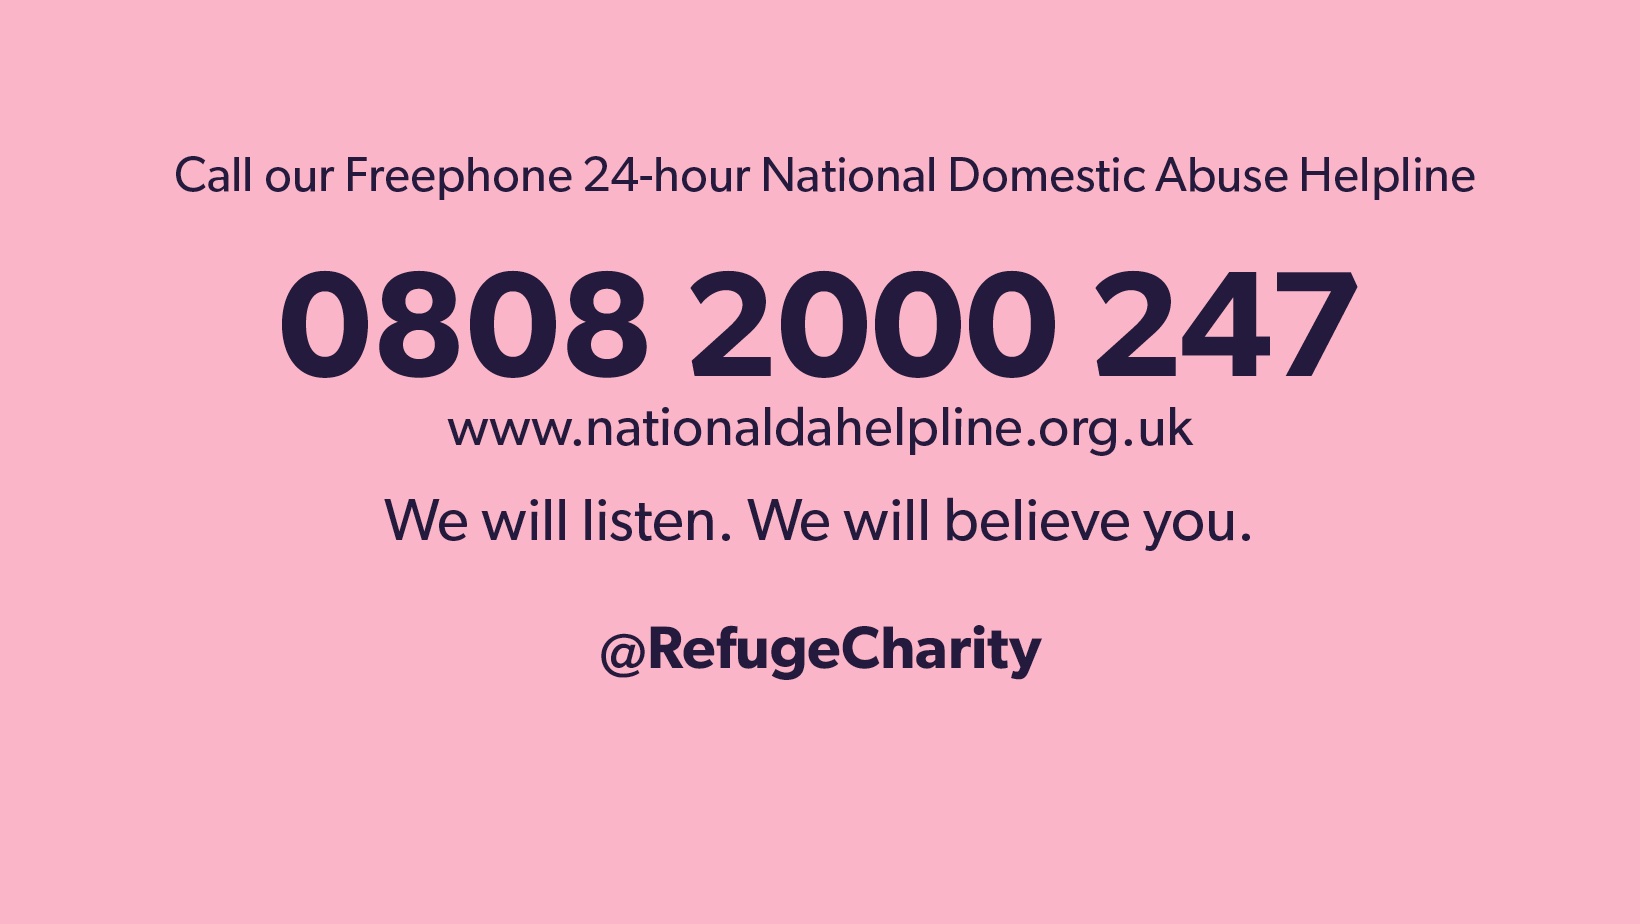 Call our Freephone 24-hour National Domestic Abuse Helpline
0808 2000 247
www.nationaldahelpline.org.uk
We will listen. We will believe you.
@RefugeCharity